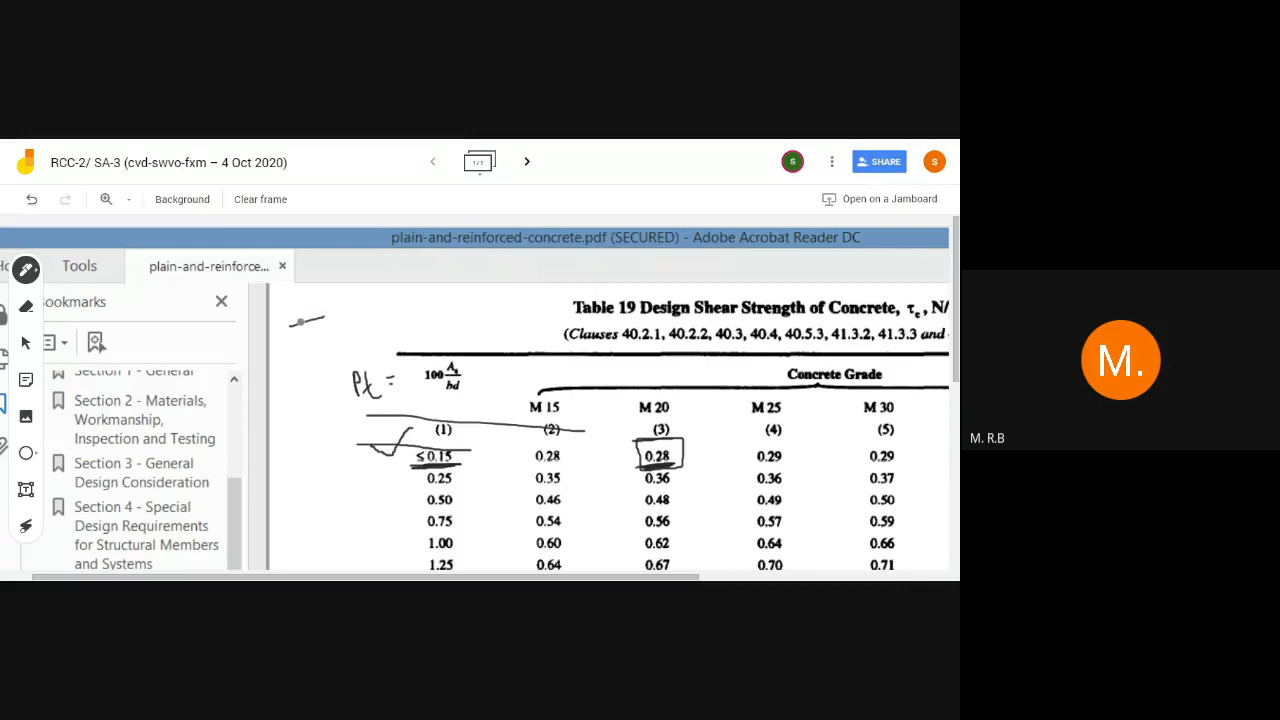 RCC-2/ SA-3 (cvd-swvo-fxm – 4 Oct 2020)
1/1
S
SHARE
S
Background
Clear frame
Open on a Jamboard
plain-and-reinforced-concrete.pdf (SECURED) - Adobe Acrobat Reader DC
Tools
plain-and-reinforce...
ookmarks
Section 1 - General
Section 2 - Materials,
Workmanship,
Inspection and Testing
Section 3 - General
Design Consideration
Section 4 - Special
Design Requirements
for Structural Members
and Systems
Table 19 Design Shear Strength of Concrete, τc, N/
(Clauses 40.2.1, 40.2.2, 40.3, 40.4, 40.5.3, 41.3.2, 41.3.3 and
Pt =
100 As/bd
Concrete Grade
M 15 M 20 M 25 M 30
(1) (2) (3) (4) (5)
≤0.15 0.28 0.28 0.29 0.29
0.25 0.35 0.36 0.36 0.37
0.50 0.46 0.48 0.49 0.50
0.75 0.54 0.56 0.57 0.59
1.00 0.60 0.62 0.64 0.66
1.25 0.64 0.67 0.70 0.71
M.
M. R.B